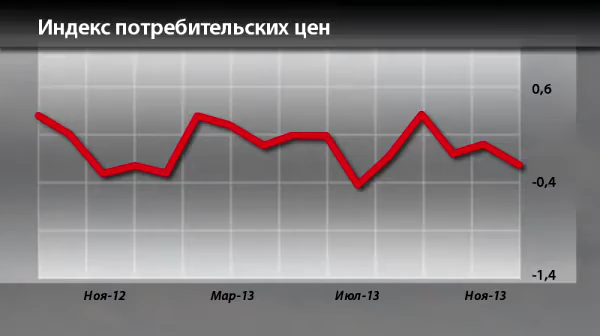 Индекс потребительских цен
0,6
-0,4
-1,4
Ноя-12 Мар-13 Июл-13 Ноя-13